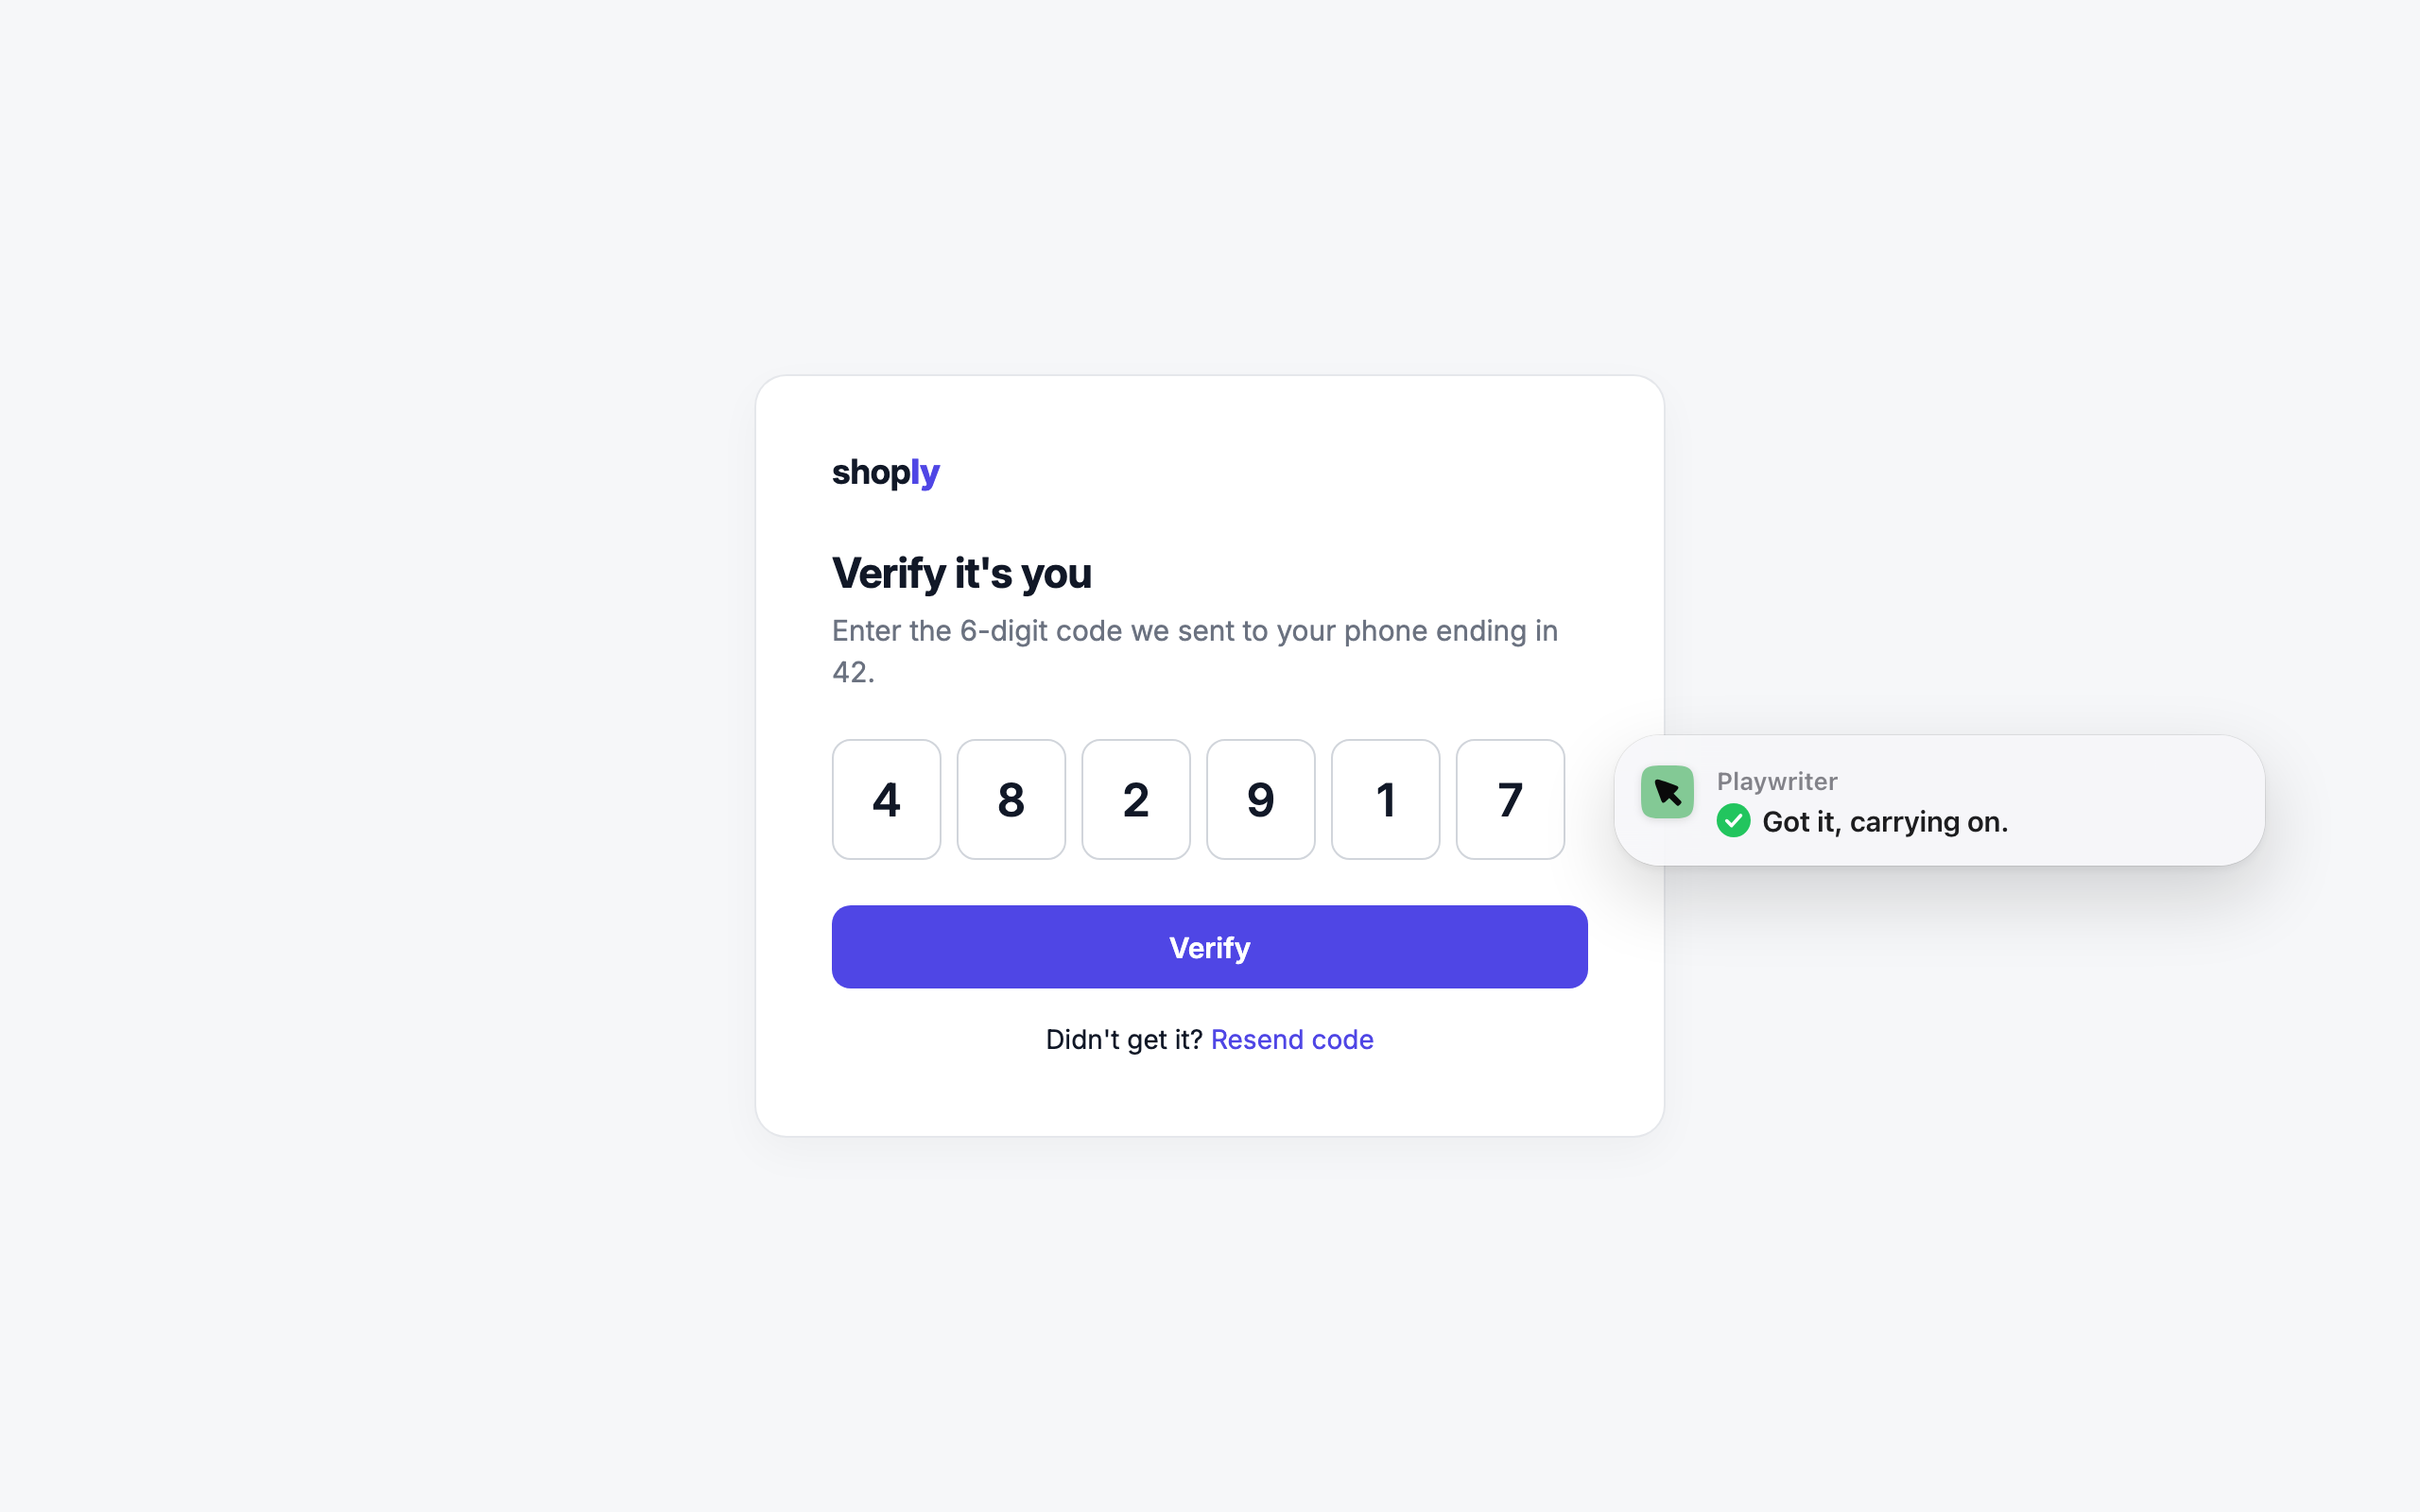 shoply
Verify it's you
Enter the 6-digit code we sent to your phone ending in
42.
4 8 2 9 1 7
Playwriter
Got it, carrying on.
Verify
Didn't get it? Resend code